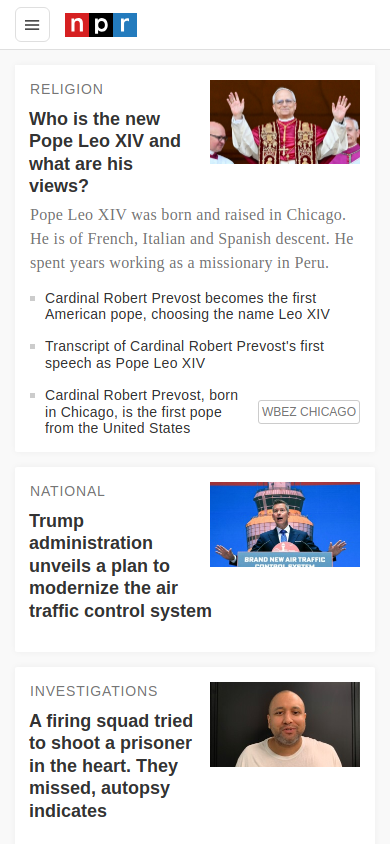 npr
RELIGION
Who is the new
Pope Leo XIV and
what are his
views?
Pope Leo XIV was born and raised in Chicago.
He is of French, Italian and Spanish descent. He
spent years working as a missionary in Peru.
Cardinal Robert Prevost becomes the first
American pope, choosing the name Leo XIV
Transcript of Cardinal Robert Prevost's first
speech as Pope Leo XIV
Cardinal Robert Prevost, born
in Chicago, is the first pope
from the United States
WBEZ CHICAGO
NATIONAL
Trump
administration
unveils a plan to
modernize the air
traffic control system
BRAND NEW AIR TRAFFIC
CONTROL SYSTEM
INVESTIGATIONS
A firing squad tried
to shoot a prisoner
in the heart. They
missed, autopsy
indicates